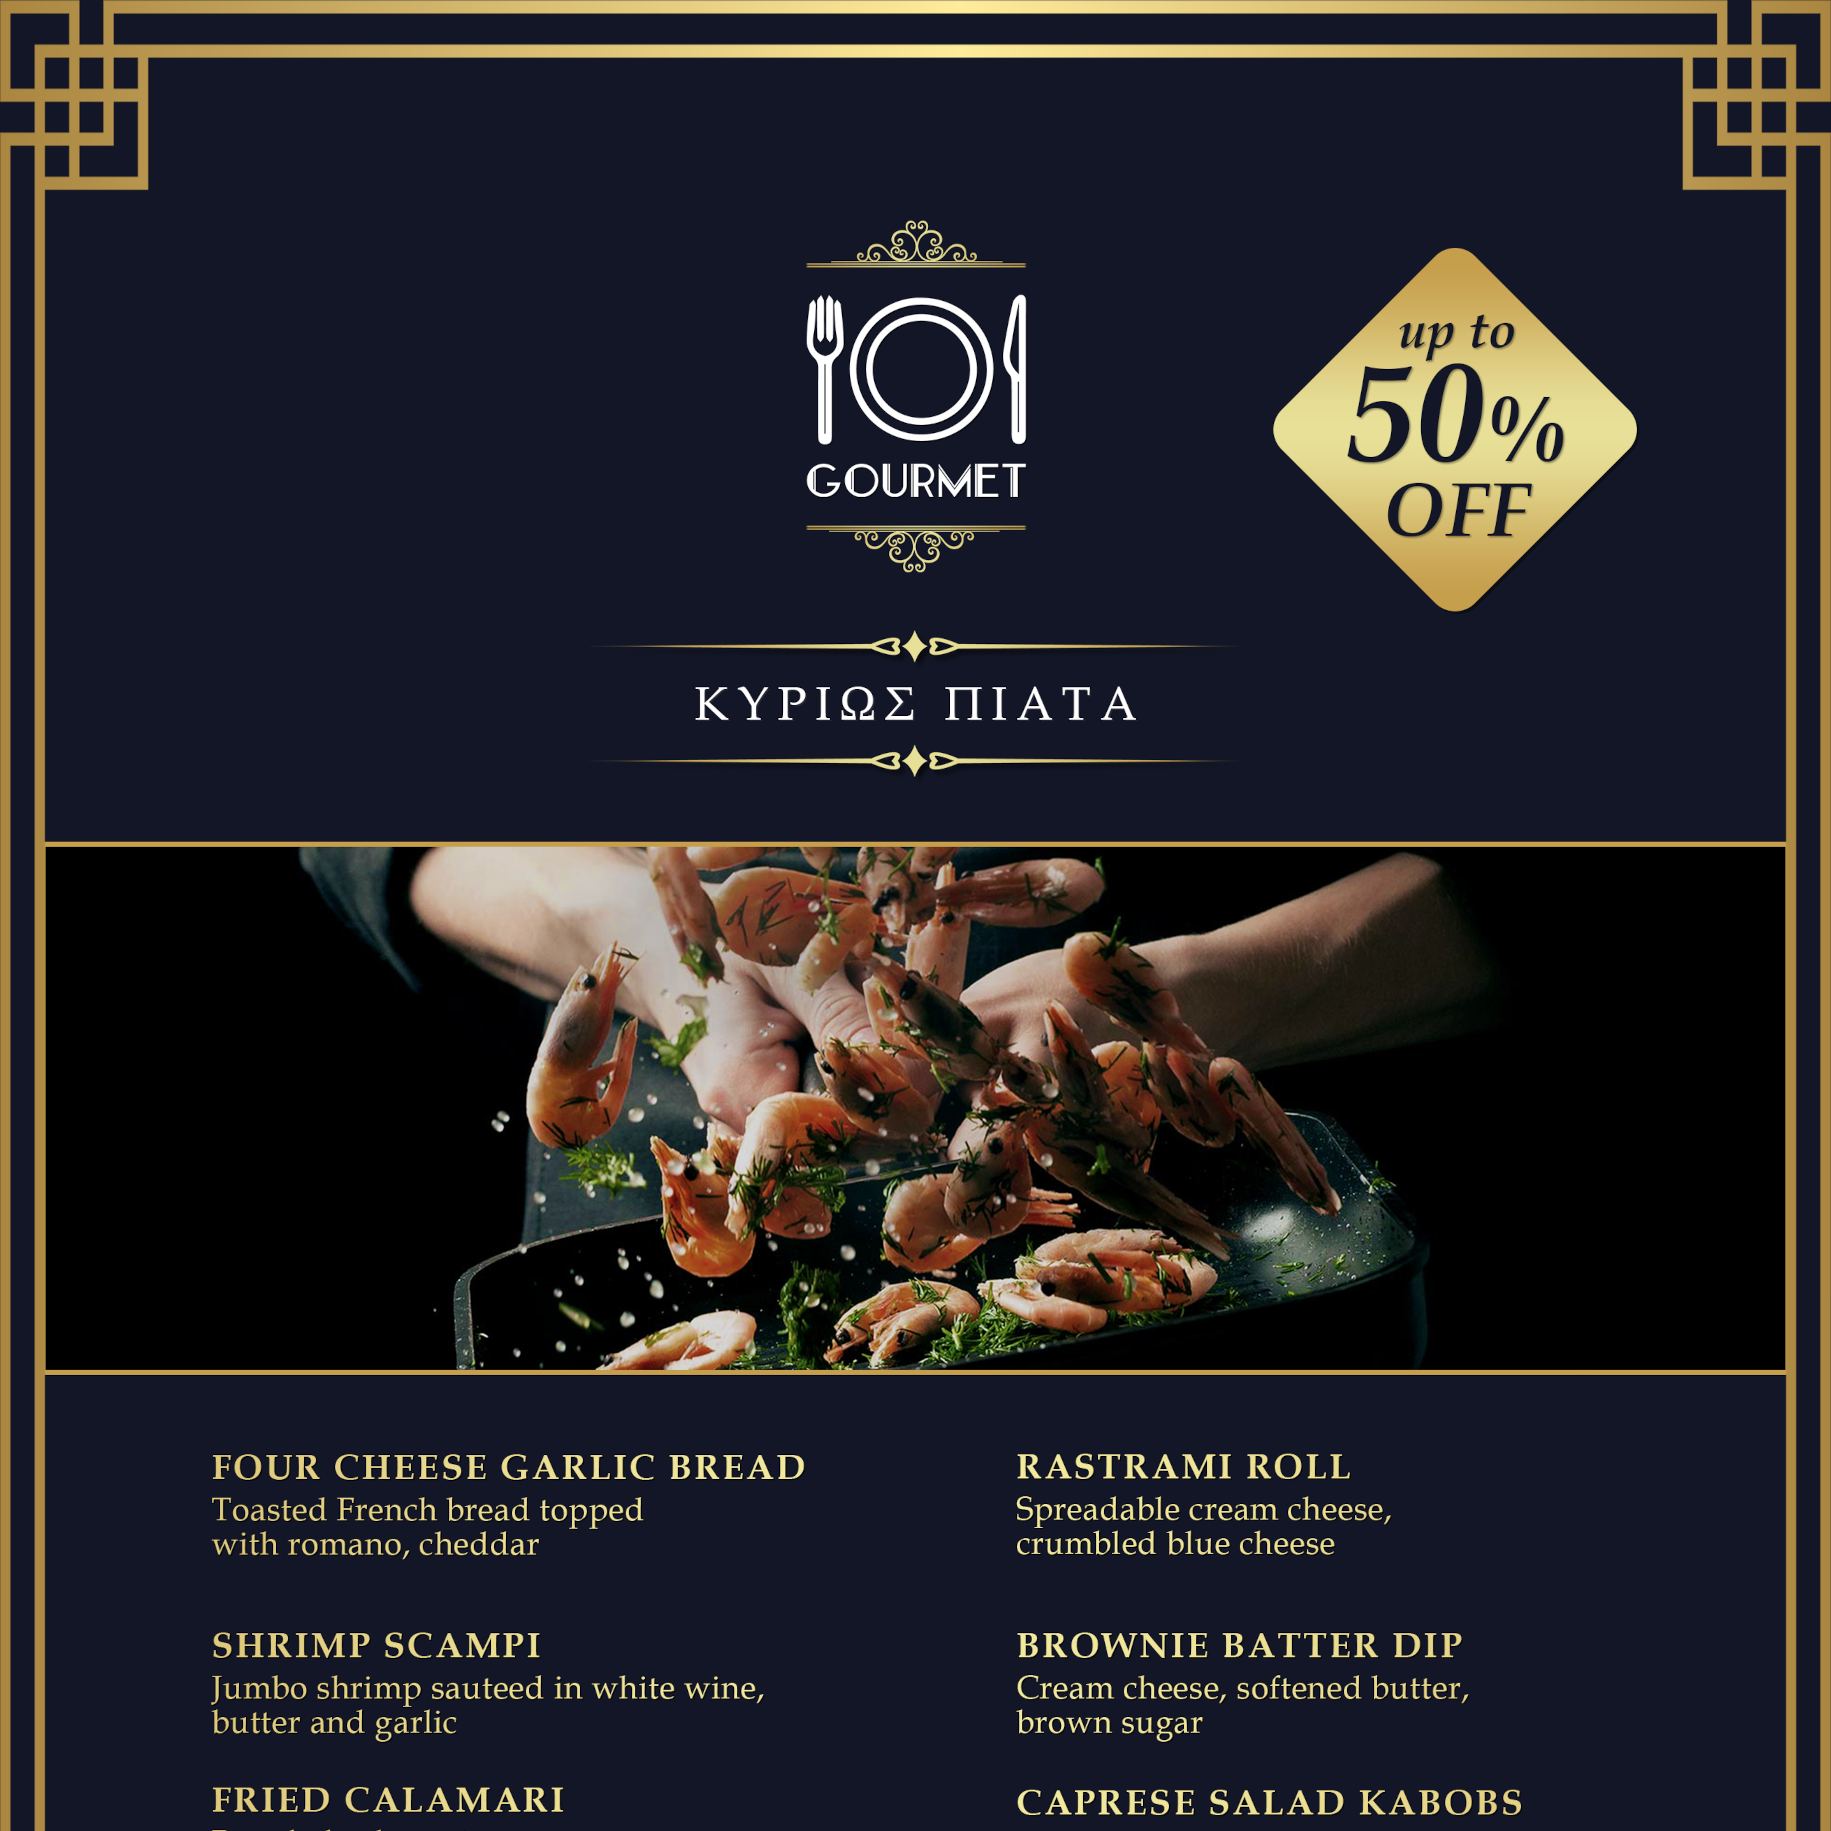 GOURMET
up to
50%
OFF
ΚΥΡΙΩΣ ΠΙΑΤΑ
FOUR CHEESE GARLIC BREAD
Toasted French bread topped
with romano, cheddar
SHRIMP SCAMPI
Jumbo shrimp sauteed in white wine,
butter and garlic
FRIED CALAMARI
RASTRAMI ROLL
Spreadable cream cheese,
crumbled blue cheese
BROWNIE BATTER DIP
Cream cheese, softened butter,
brown sugar
CAPRESE SALAD KABOBS